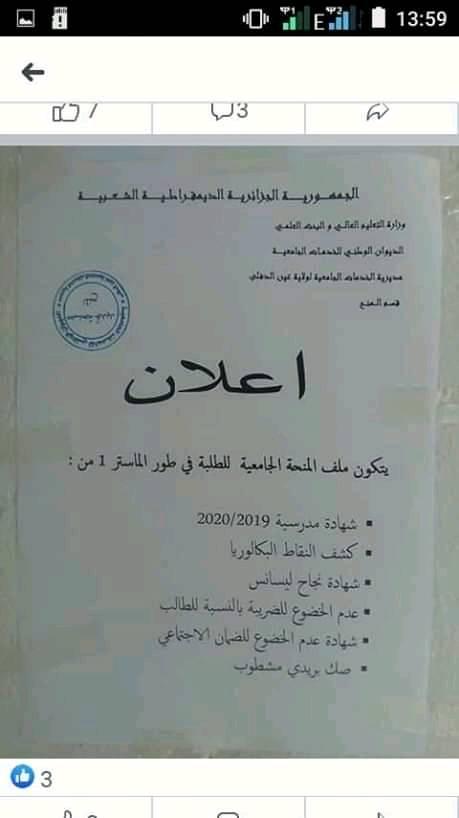 13:59
E
7
3
الجمهورية الجزائرية الديمقراطية الشعبية
وزارة التعليم العالي و البحث العلمي
الديوان الوطني للخدمات الجامعية
مديرية الخدمات الجامعية لولاية عين الدفلى
قسم المنح
اعلان
يتكون ملف المنحة الجامعية للطلبة في طور الماستر 1 من :
▪ شهادة مدرسية 2020/2019
▪ كشف النقاط البكالوريا
▪ شهادة نجاح ليسانس
▪ عدم الخضوع للضريبة بالنسبة للطالب
▪ شهادة عدم الخضوع للضمان الاجتماعي
▪ صك بريدي مشطوب
3